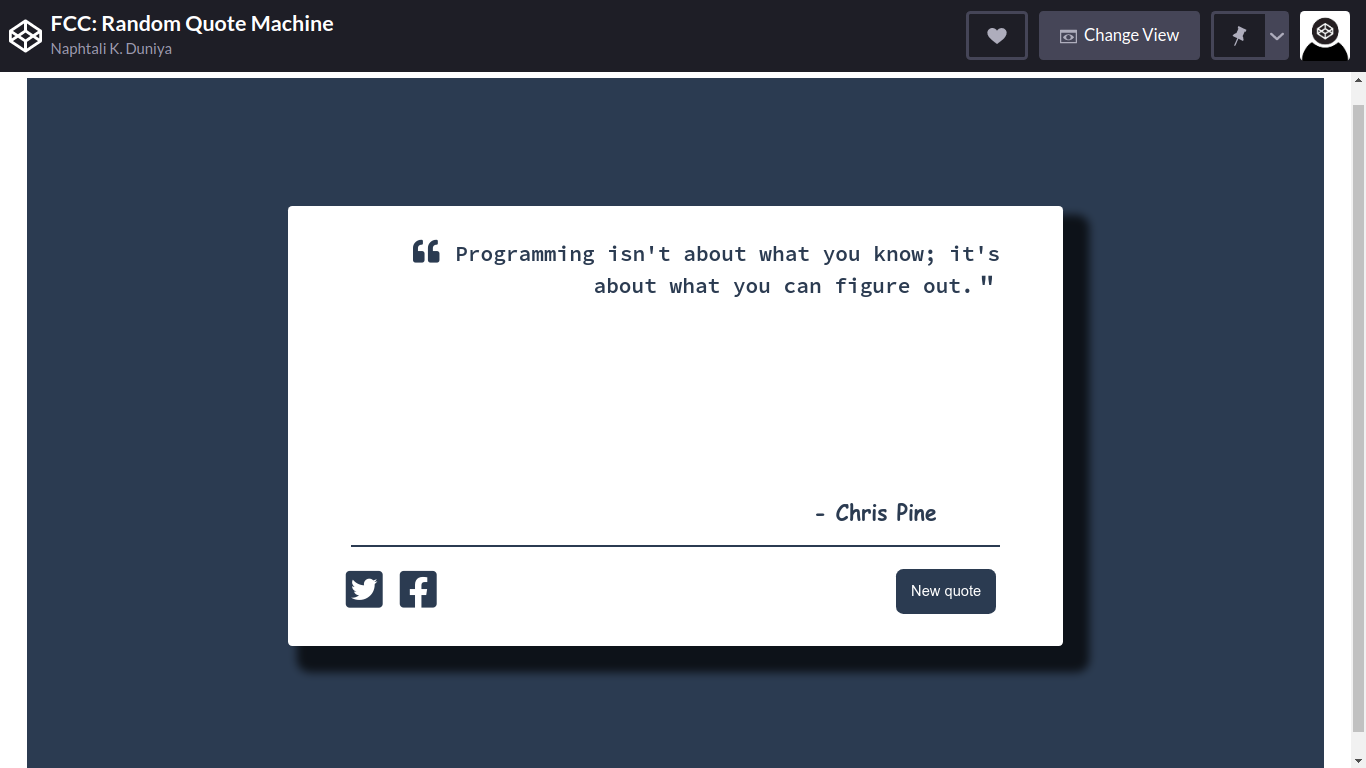 FCC: Random Quote Machine
Naphtali K. Duniya
Change View
❝ Programming isn't about what you know; it's
about what you can figure out. "
- Chris Pine
New quote